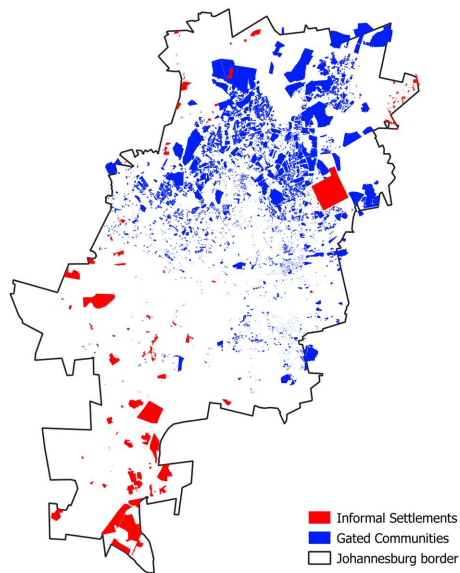 Informal Settlements
Gated Communities
Johannesburg border